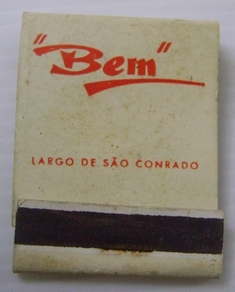 "Bem"
LARGO DE SÃO CONRADO